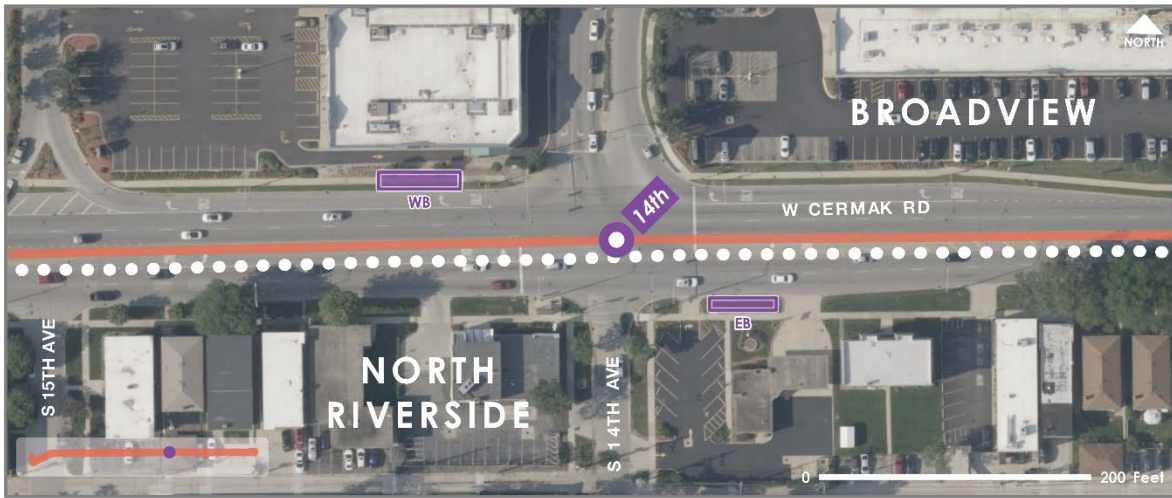 NORTH
BROADVIEW
WB
14th
W CERMAK RD
EB
S 15TH AVE
NORTH
RIVERSIDE
S 14TH AVE
0 200 Feet